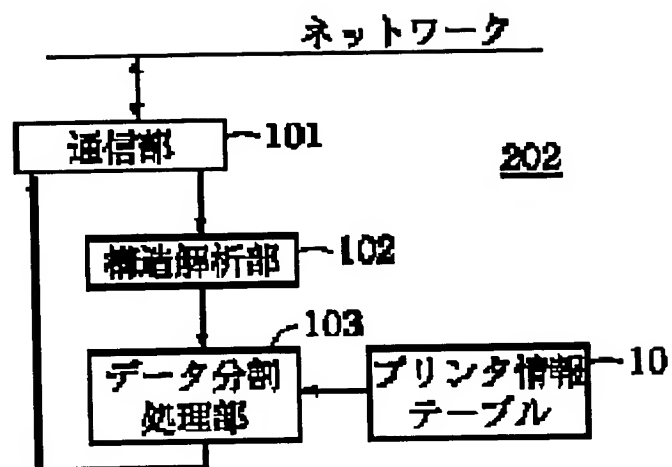 ネットワーク
通信部
101
202
構造解析部
102
103
データ分割
処理部
プリンタ情報
テーブル
10